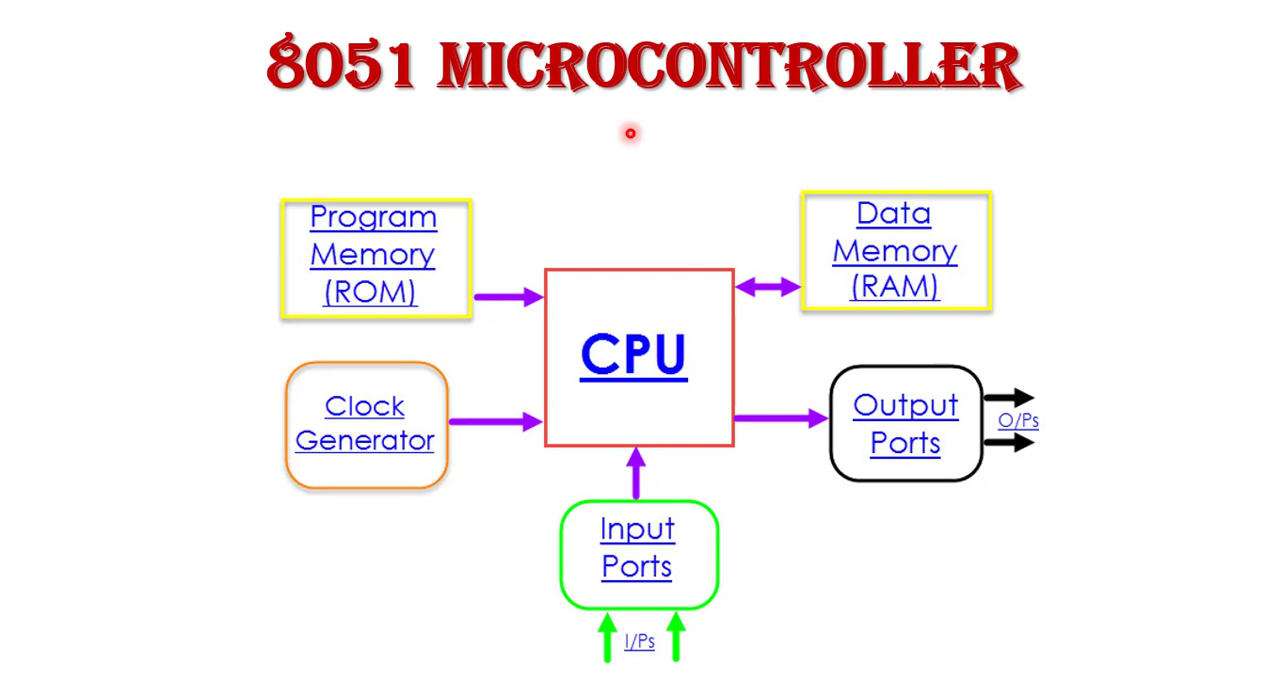 8051 MICROCONTROLLER
Program
Memory
(ROM)
Data
Memory
(RAM)
CPU
Clock
Generator
Output
Ports
O/Ps
Input
Ports
I/Ps